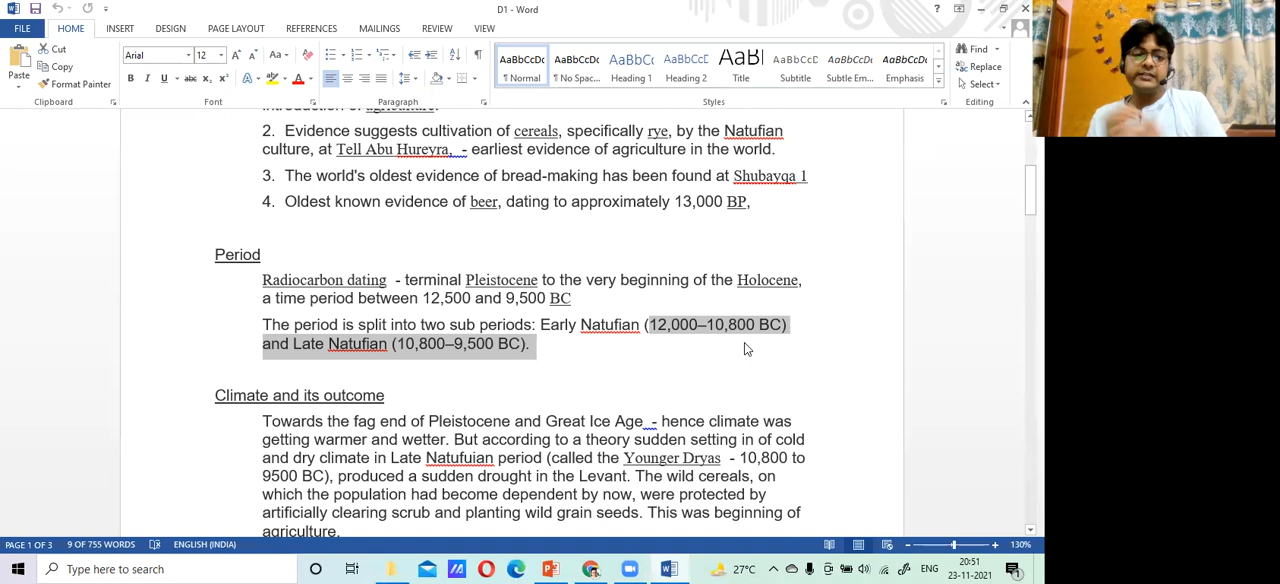 D1 - Word
FILE HOME INSERT DESIGN PAGE LAYOUT REFERENCES MAILINGS REVIEW VIEW
Paste Cut Copy Format Painter Clipboard
Arial 12 Font
Paragraph
AaBbCcDc AaBbCcDc AaBbC AaBbCcC AaBl AaBbCcD AaBbCcDc AaBbCcDc
¶ Normal ¶ No Spac... Heading 1 Heading 2 Title Subtitle Subtle Em... Emphasis
Styles
Find Replace Select Editing
2. Evidence suggests cultivation of cereals, specifically rye, by the Natufian
culture, at Tell Abu Hureyra, - earliest evidence of agriculture in the world.
3. The world's oldest evidence of bread-making has been found at Shubayqa 1
4. Oldest known evidence of beer, dating to approximately 13,000 BP,
Period
Radiocarbon dating - terminal Pleistocene to the very beginning of the Holocene,
a time period between 12,500 and 9,500 BC
The period is split into two sub periods: Early Natufian (12,000–10,800 BC)
and Late Natufian (10,800–9,500 BC).
Climate and its outcome
Towards the fag end of Pleistocene and Great Ice Age - hence climate was
getting warmer and wetter. But according to a theory sudden setting in of cold
and dry climate in Late Natufuian period (called the Younger Dryas - 10,800 to
9500 BC), produced a sudden drought in the Levant. The wild cereals, on
which the population had become dependent by now, were protected by
artificially clearing scrub and planting wild grain seeds. This was beginning of
agriculture.
PAGE 1 OF 3 9 OF 755 WORDS ENGLISH (INDIA) 130%
Type here to search 27°C ENG 20:51
23-11-2021